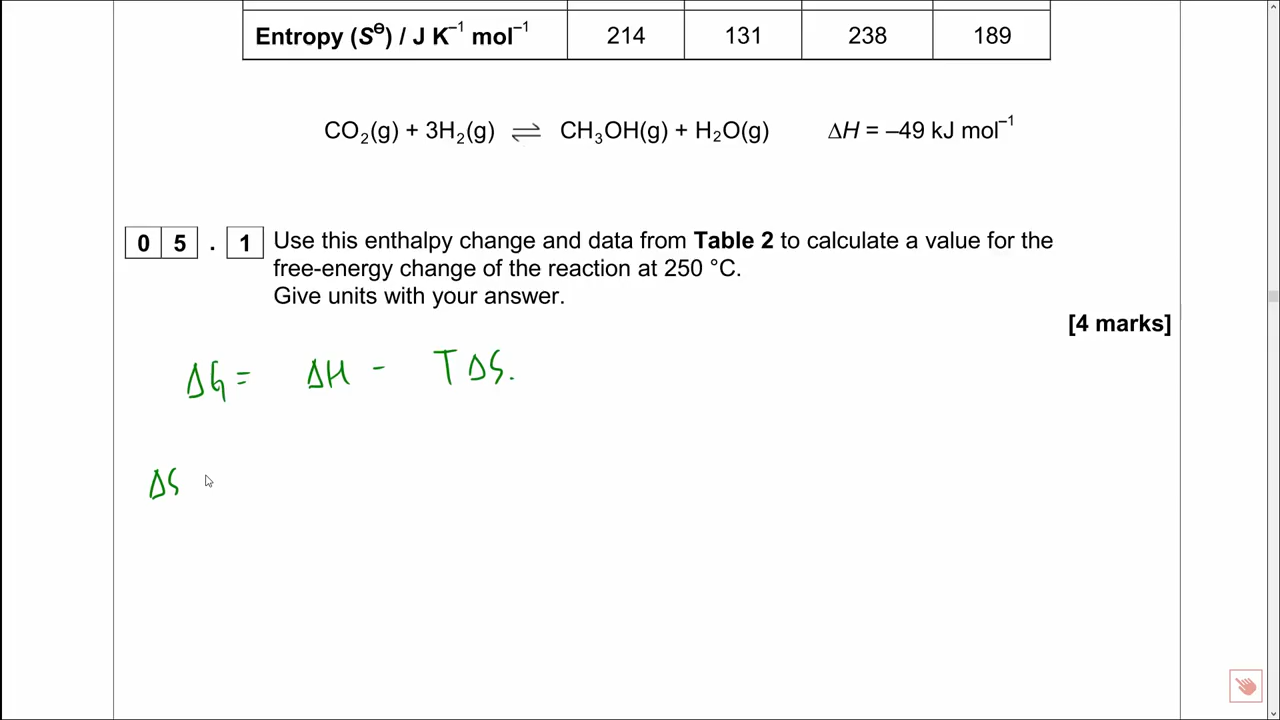 Entropy (S⦵) / J K⁻¹ mol⁻¹ 214 131 238 189
CO₂(g) + 3H₂(g) ⇌ CH₃OH(g) + H₂O(g) ΔH = –49 kJ mol⁻¹
0 5 . 1 Use this enthalpy change and data from Table 2 to calculate a value for the
free-energy change of the reaction at 250 °C.
Give units with your answer.
[4 marks]
ΔG = ΔH - TΔS.
ΔS